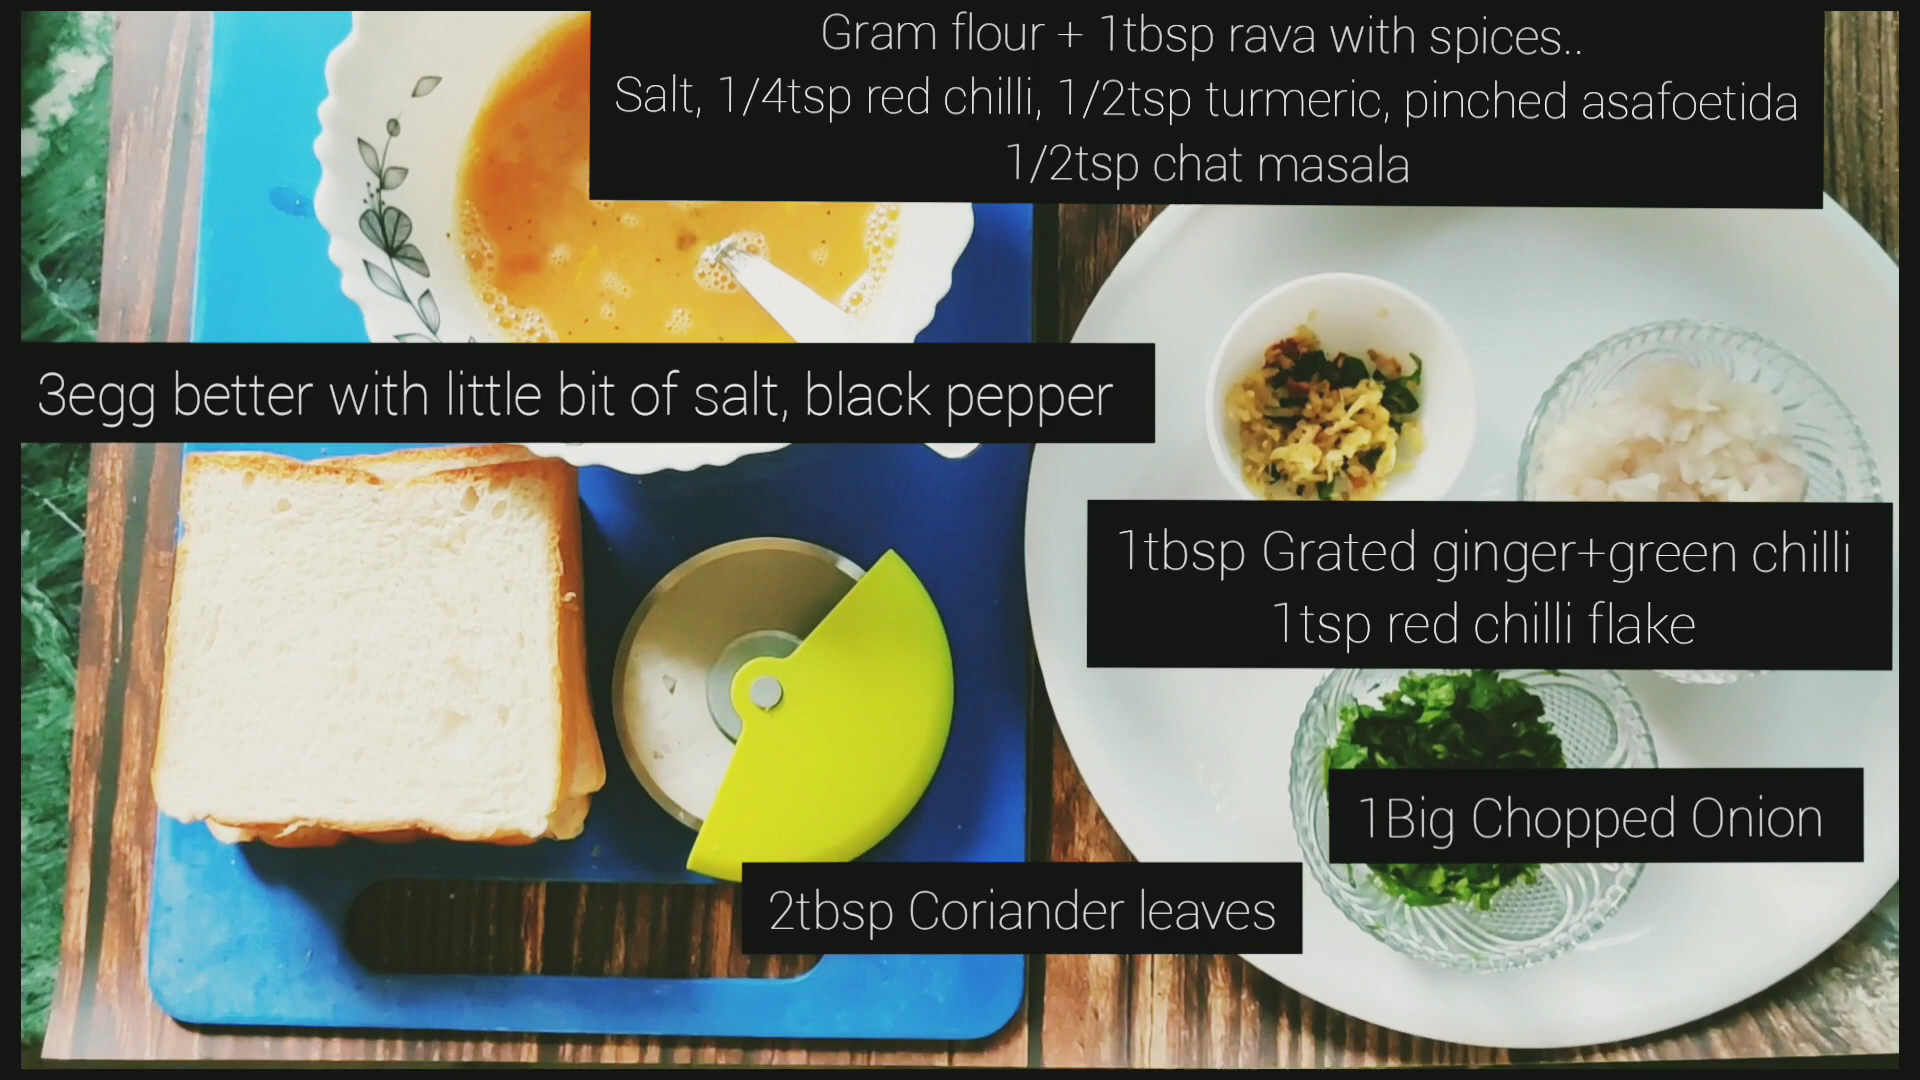 Gram flour + 1tbsp rava with spices..
Salt, 1/4tsp red chilli, 1/2tsp turmeric, pinched asafoetida
1/2tsp chat masala
3egg better with little bit of salt, black pepper
1tbsp Grated ginger+green chilli
1tsp red chilli flake
1Big Chopped Onion
2tbsp Coriander leaves